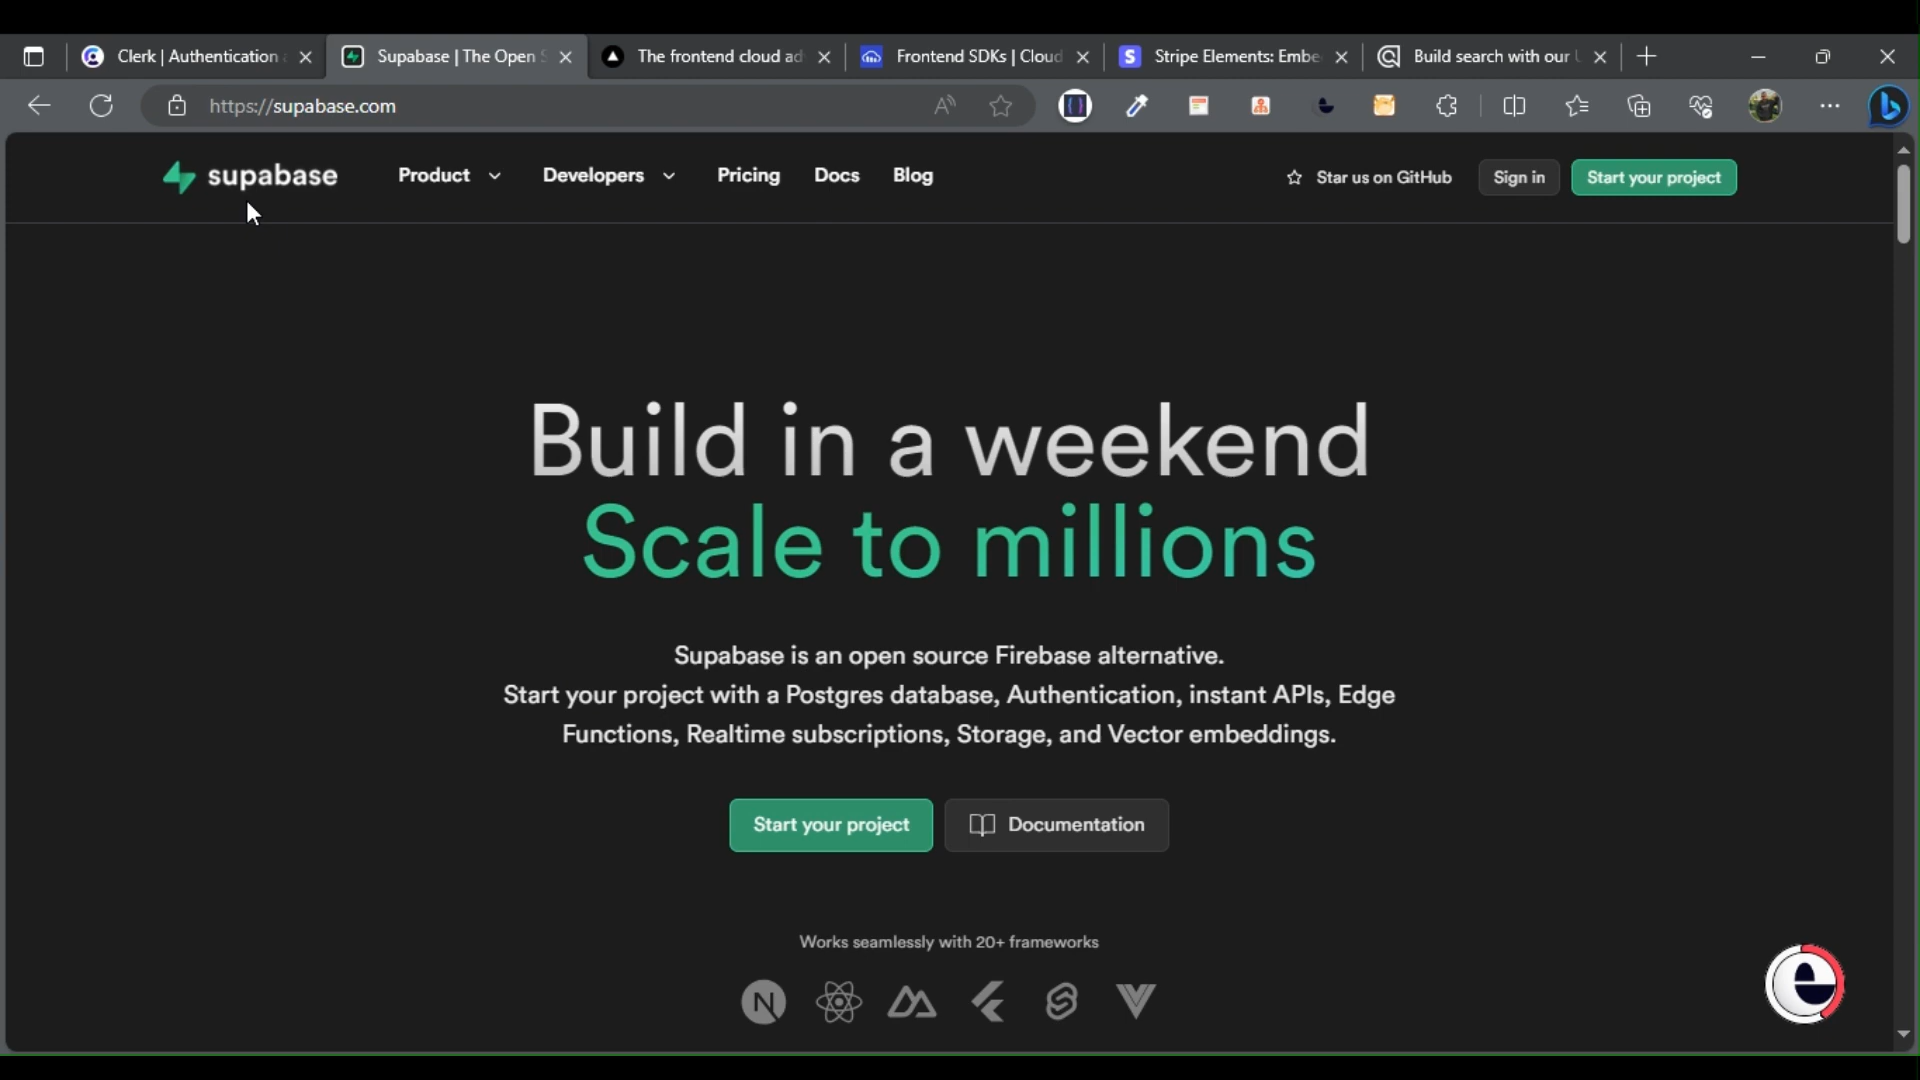 Clerk | Authentication
Supabase | The Open S
The frontend cloud ad
Frontend SDKs | Cloud
Stripe Elements: Embe
Build search with our
https://supabase.com
supabase
Product
Developers
Pricing
Docs
Blog
Star us on GitHub
Sign in
Start your project
Build in a weekend
Scale to millions
Supabase is an open source Firebase alternative.
Start your project with a Postgres database, Authentication, instant APIs, Edge
Functions, Realtime subscriptions, Storage, and Vector embeddings.
Start your project
Documentation
Works seamlessly with 20+ frameworks